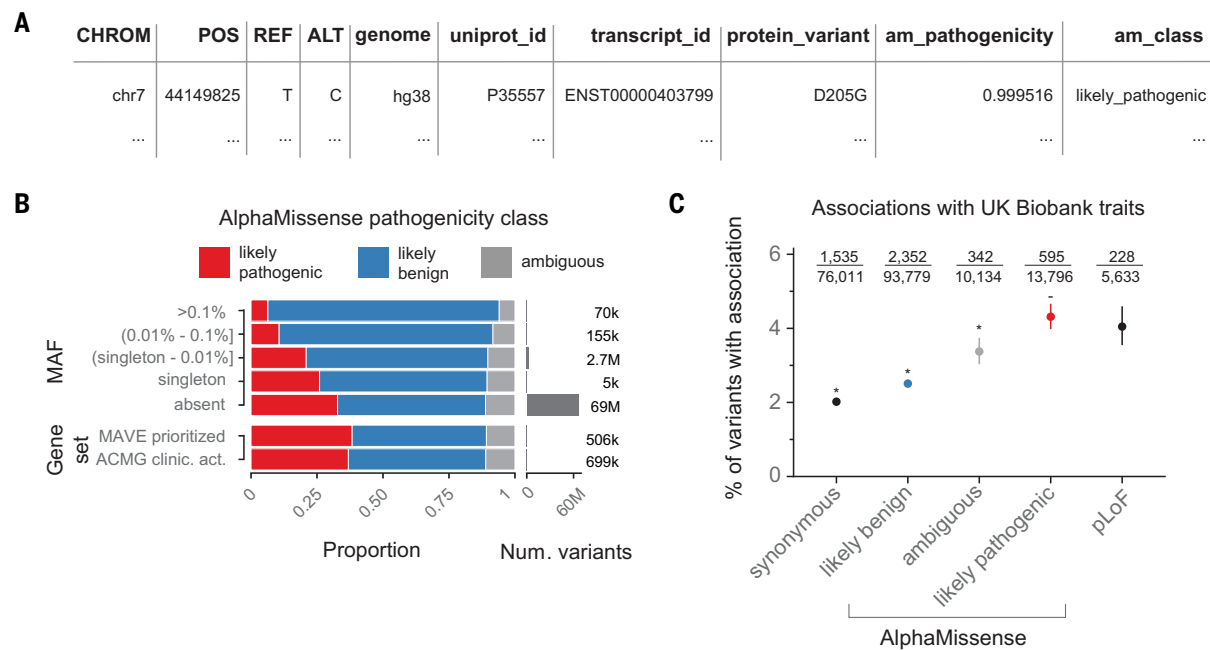 A
CHROM POS REF ALT genome uniprot_id transcript_id protein_variant am_pathogenicity am_class
chr7 44149825 T C hg38 P35557 ENST00000403799 D205G 0.999516 likely_pathogenic
... ... ... ... ... ... ... ... ... ...
B
AlphaMissense pathogenicity class
likely pathogenic
likely benign
ambiguous
MAF
>0.1% 70k
(0.01% - 0.1%] 155k
(singleton - 0.01%] 2.7M
singleton 5k
absent 69M
Gene set
MAVE prioritized 506k
ACMG clinic. act. 699k
0 0.25 0.50 0.75 1 0 60M
Proportion Num. variants
C
Associations with UK Biobank traits
% of variants with association
6
4
2
0
1,535 2,352 342 595 228
76,011 93,779 10,134 13,796 5,633
* * * -
synonymous likely benign ambiguous likely pathogenic pLoF
AlphaMissense